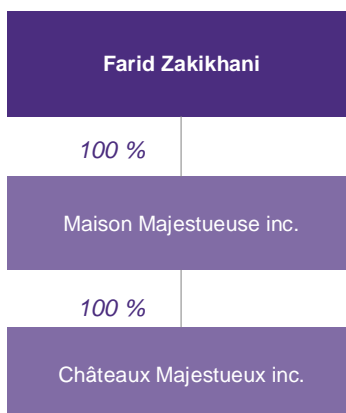 Farid Zakikhani
100 %
Maison Majestueuse inc.
100 %
Châteaux Majestueux inc.